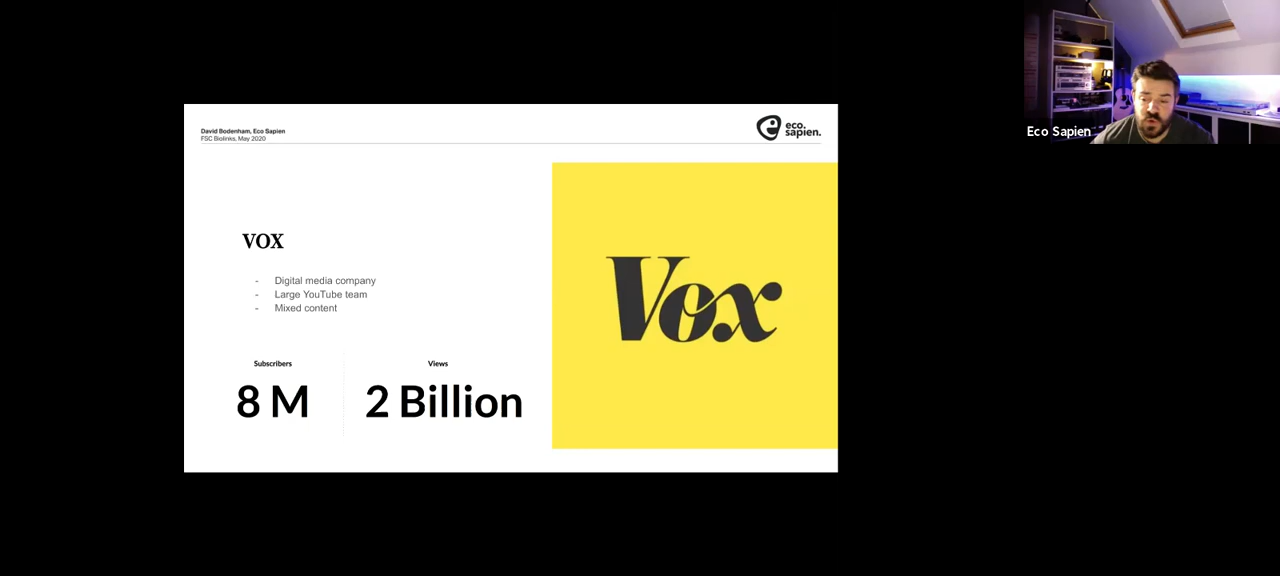 David Bodenham, Eco Sapien
FSC Biolinks, May 2020
eco.
sapien.
VOX
- Digital media company
- Large YouTube team
- Mixed content
Subscribers
8 M
Views
2 Billion
Vox
Eco Sapien